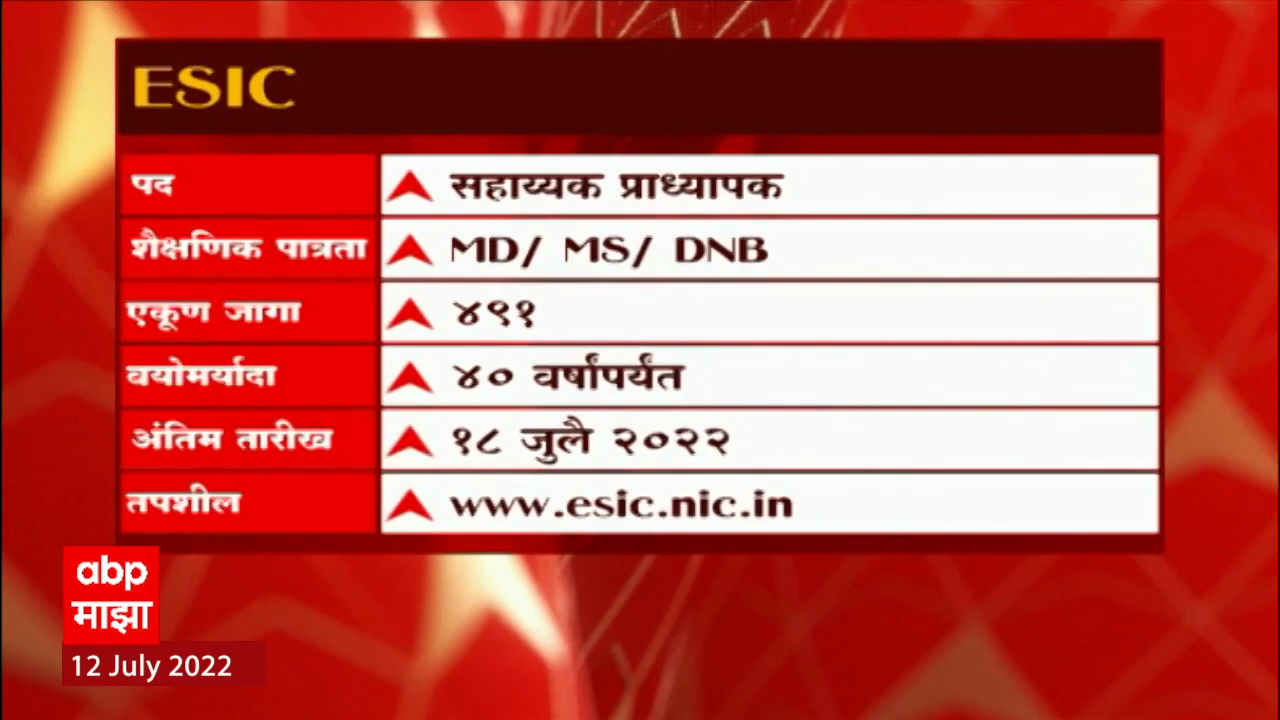 ESIC
पद सहाय्यक प्राध्यापक
शैक्षणिक पात्रता MD/ MS/ DNB
एकूण जागा ४९१
वयोमर्यादा ४० वर्षांपर्यंत
अंतिम तारीख १८ जुलै २०२२
तपशील www.esic.nic.in
abp
माझा
12 July 2022